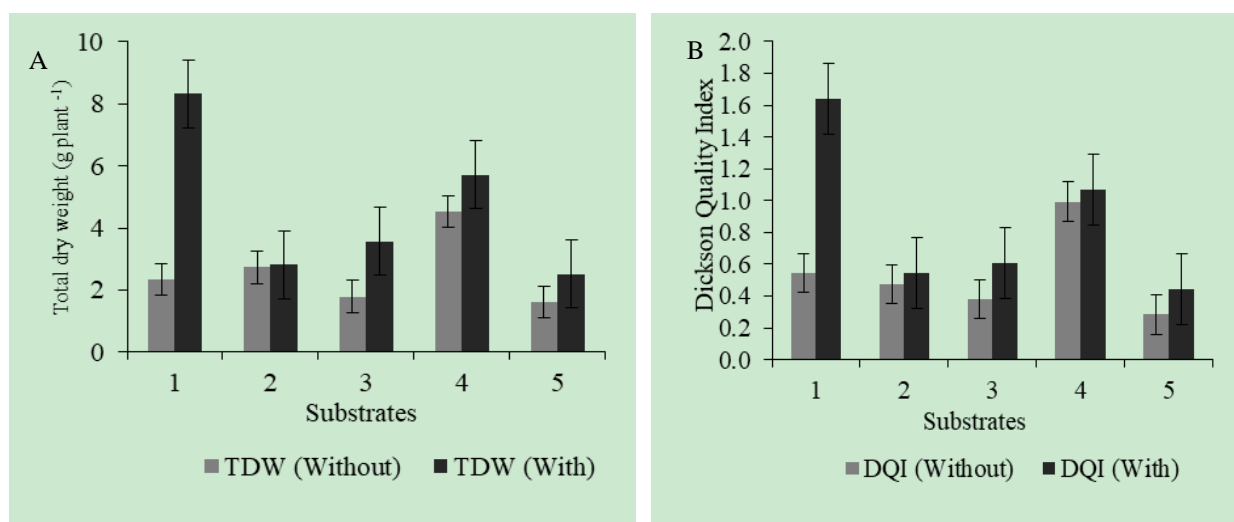 A
Total dry weight (g plant -1)
10
8
6
4
2
0
1 2 3 4 5
Substrates
TDW (Without) TDW (With)
B
Dickson Quality Index
2.0
1.8
1.6
1.4
1.2
1.0
0.8
0.6
0.4
0.2
0.0
1 2 3 4 5
Substrates
DQI (Without) DQI (With)